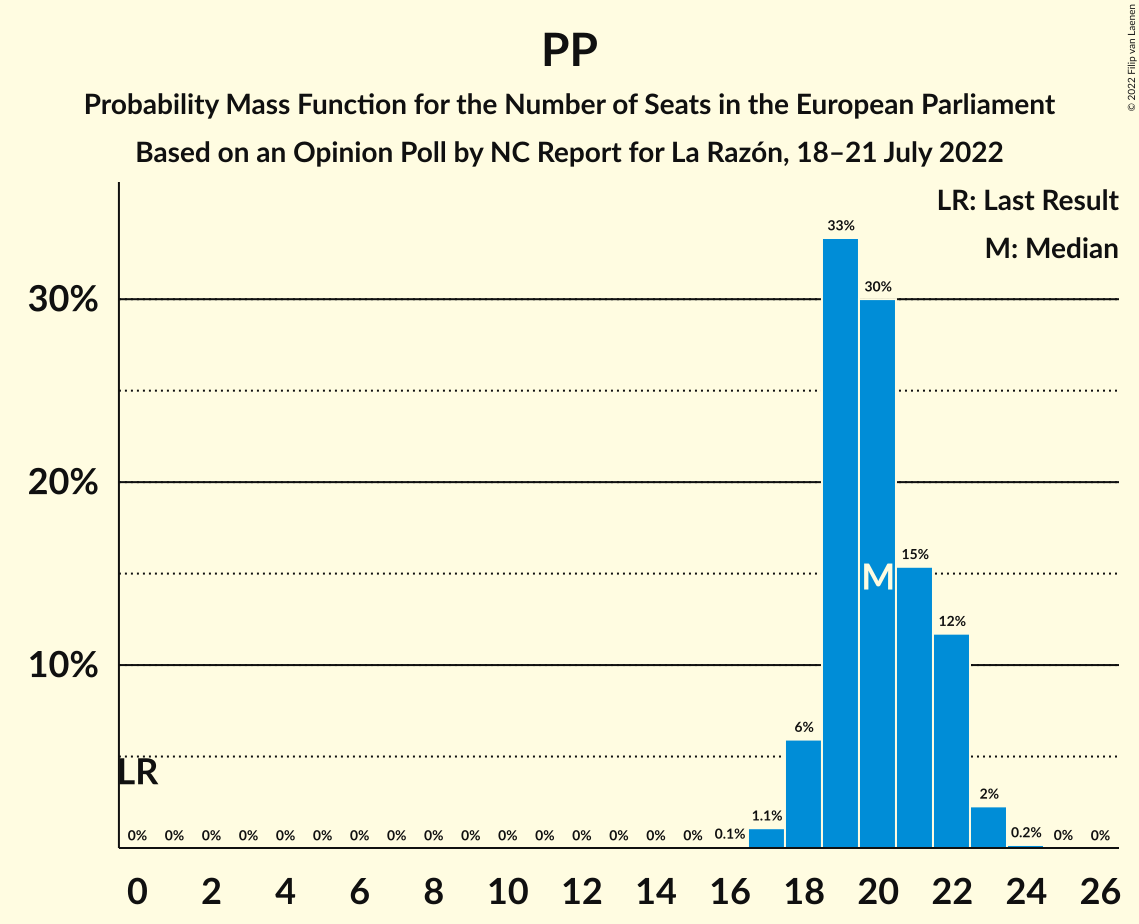 PP
Probability Mass Function for the Number of Seats in the European Parliament
Based on an Opinion Poll by NC Report for La Razón, 18–21 July 2022
© 2022 Filip van Laenen
LR: Last Result
M: Median
33%
30%
30%
20%
15%
M
12%
10%
6%
LR
2%
1.1%
0% 0% 0% 0% 0% 0% 0% 0% 0% 0% 0% 0% 0% 0% 0% 0% 0.1% 0.2% 0% 0%
0 2 4 6 8 10 12 14 16 18 20 22 24 26